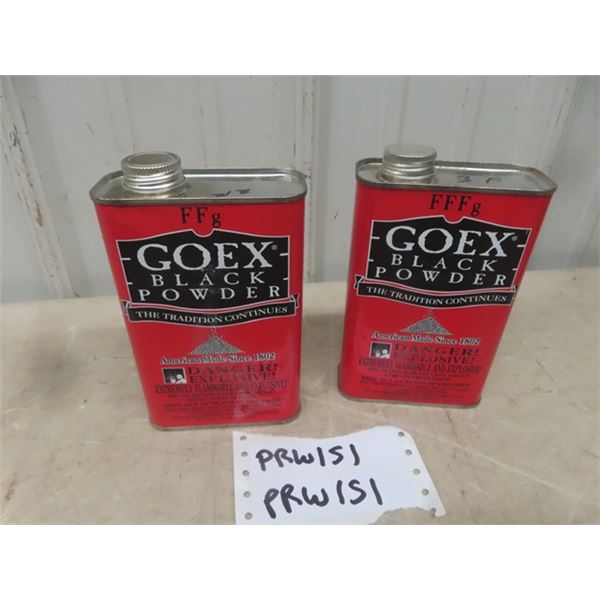 FFg
GOEX®
BLACK
POWDER
THE TRADITION CONTINUES
American Made Since 1802
DANGER!
EXPLOSIVE!
EXTREMELY FLAMMABLE AND EXPLOSIVE!
3F
FFFg
GOEX®
BLACK
POWDER
THE TRADITION CONTINUES
American Made Since 1802
DANGER!
EXPLOSIVE!
EXTREMELY FLAMMABLE AND EXPLOSIVE!
PRW151
PRW151